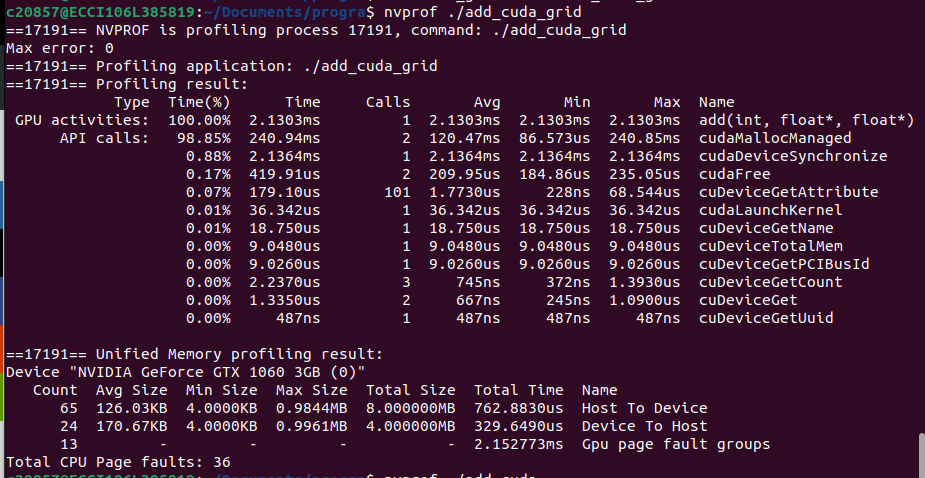 c20857@ECCI106L385819:~/Documents/progra$ nvprof ./add_cuda_grid
==17191== NVPROF is profiling process 17191, command: ./add_cuda_grid
Max error: 0
==17191== Profiling application: ./add_cuda_grid
==17191== Profiling result:
Type Time(%) Time Calls Avg Min Max Name
GPU activities: 100.00% 2.1303ms 1 2.1303ms 2.1303ms 2.1303ms add(int, float*, float*)
API calls: 98.85% 240.94ms 2 120.47ms 86.573us 240.85ms cudaMallocManaged
0.88% 2.1364ms 1 2.1364ms 2.1364ms 2.1364ms cudaDeviceSynchronize
0.17% 419.91us 2 209.95us 184.86us 235.05us cudaFree
0.07% 179.10us 101 1.7730us 228ns 68.544us cuDeviceGetAttribute
0.01% 36.342us 1 36.342us 36.342us 36.342us cudaLaunchKernel
0.01% 18.750us 1 18.750us 18.750us 18.750us cuDeviceGetName
0.00% 9.0480us 1 9.0480us 9.0480us 9.0480us cuDeviceTotalMem
0.00% 9.0260us 1 9.0260us 9.0260us 9.0260us cuDeviceGetPCIBusId
0.00% 2.2370us 3 745ns 372ns 1.3930us cuDeviceGetCount
0.00% 1.3350us 2 667ns 245ns 1.0900us cuDeviceGet
0.00% 487ns 1 487ns 487ns 487ns cuDeviceGetUuid
==17191== Unified Memory profiling result:
Device "NVIDIA GeForce GTX 1060 3GB (0)"
Count Avg Size Min Size Max Size Total Size Total Time Name
65 126.03KB 4.0000KB 0.9844MB 8.000000MB 762.8830us Host To Device
24 170.67KB 4.0000KB 0.9961MB 4.000000MB 329.6490us Device To Host
13 - - - - 2.152773ms Gpu page fault groups
Total CPU Page faults: 36
c20857@ECCI106L385819:~/Documents/progra$ nvprof ./add_cuda